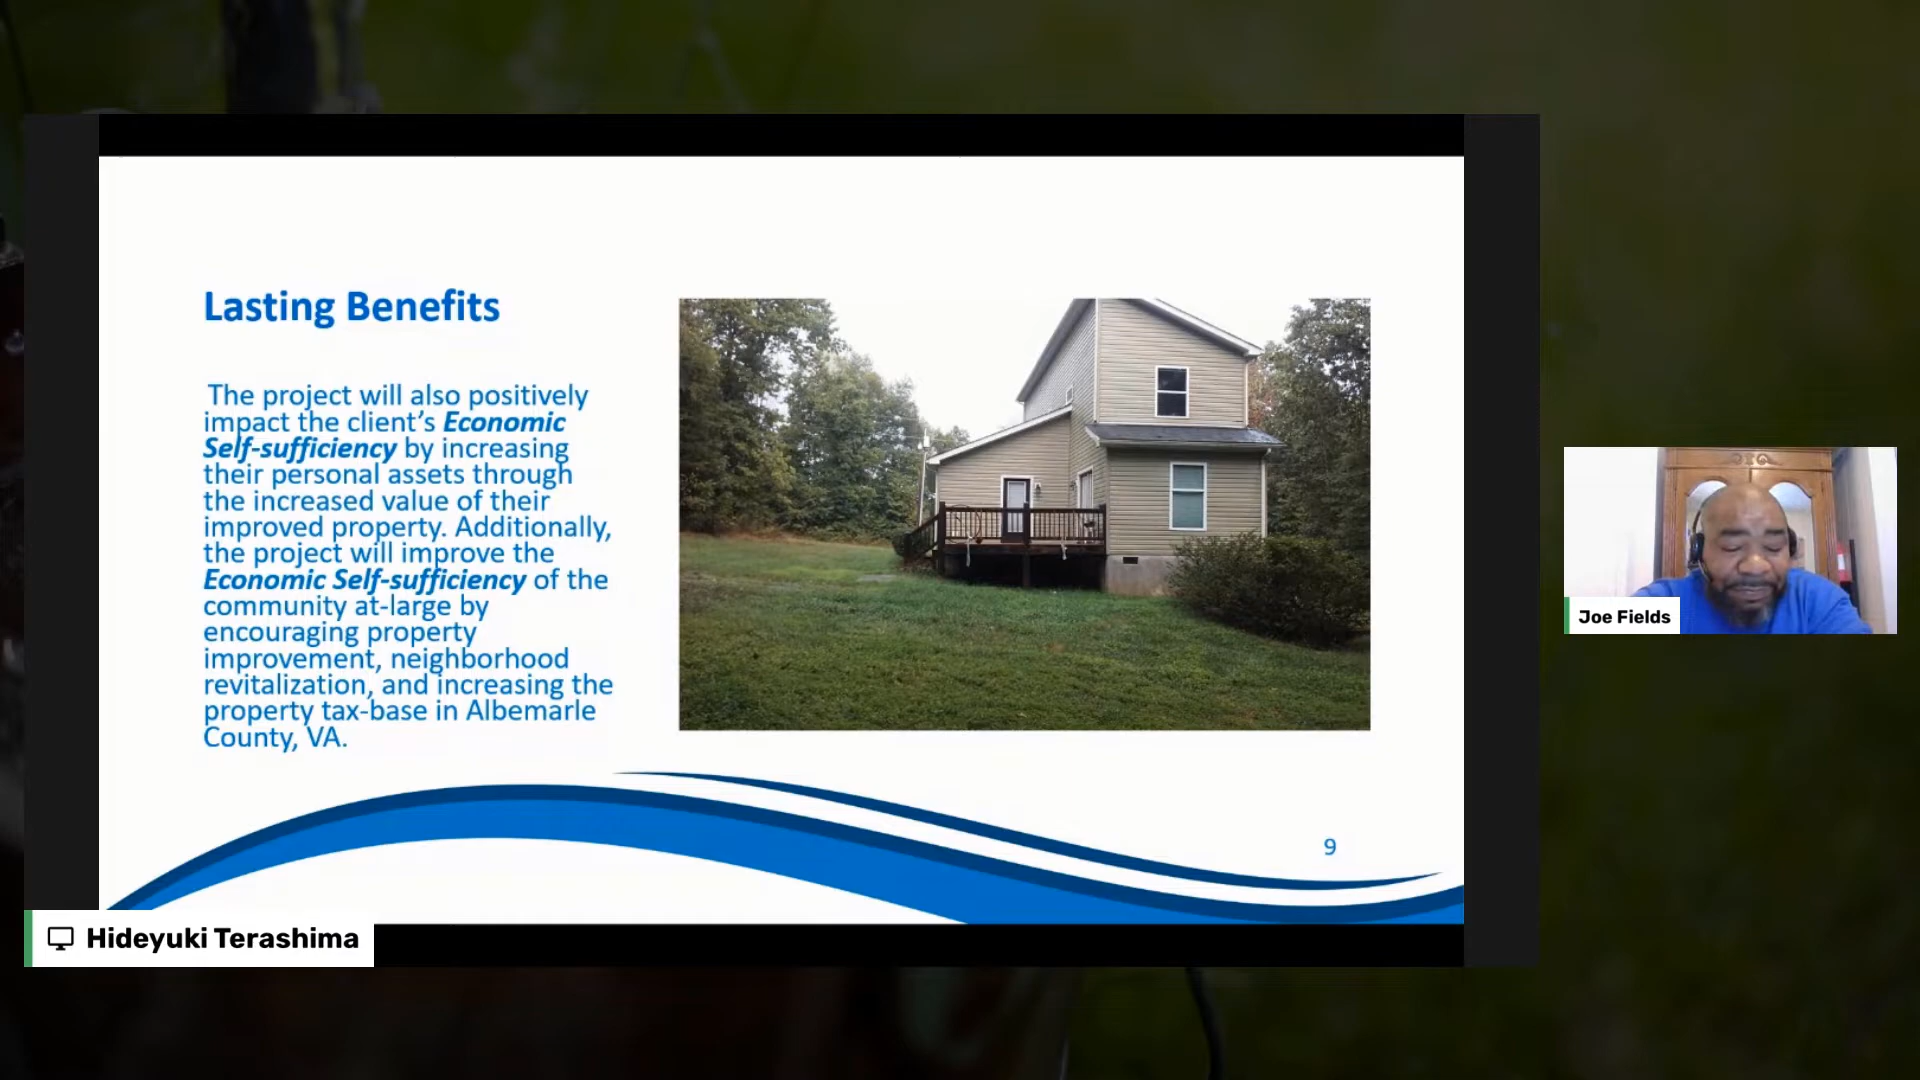 Lasting Benefits
The project will also positively
impact the client’s Economic
Self-sufficiency by increasing
their personal assets through
the increased value of their
improved property. Additionally,
the project will improve the
Economic Self-sufficiency of the
community at-large by
encouraging property
improvement, neighborhood
revitalization, and increasing the
property tax-base in Albemarle
County, VA.
9
Hideyuki Terashima
Joe Fields